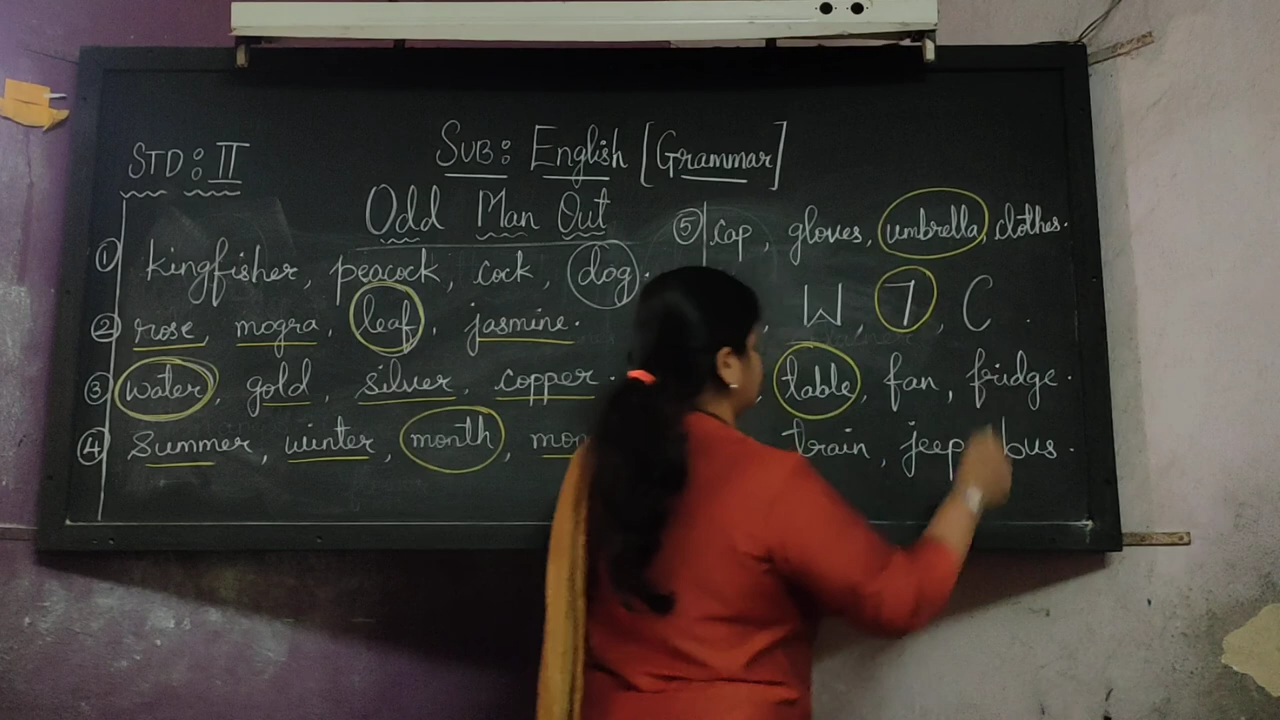 STD: II
SUB: English [Grammar]
Odd Man Out
① kingfisher, peacock, cock, dog.
② rose, mogra, leaf, jasmine.
③ water, gold, silver, copper.
④ Summer, winter, month, mon
⑤ cap, gloves, umbrella, clothes.
, W, 7, C.
, table, fan, fridge.
train, jeep, bus.